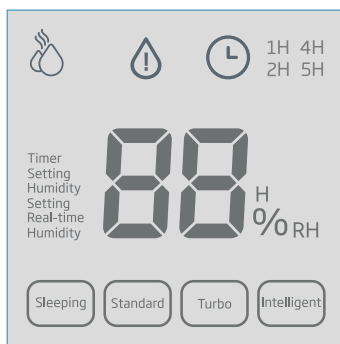 1H 4H
2H 5H
Timer
Setting
Humidity
Setting
Real-time
Humidity
88
H
% RH
Sleeping Standard Turbo Intelligent